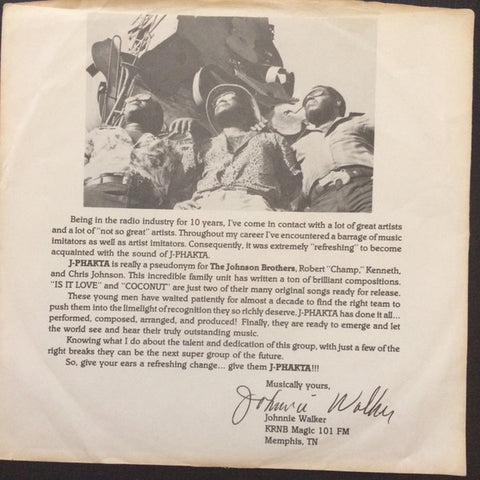 Being in the radio industry for 10 years, I've come in contact with a lot of great artists
and a lot of "not so great" artists. Throughout my career I've encountered a barrage of music
imitators as well as artist imitators. Consequently, it was extremely "refreshing" to become
acquainted with the sound of J-PHAKTA.
J-PHAKTA is really a pseudonym for The Johnson Brothers, Robert "Champ," Kenneth,
and Chris Johnson. This incredible family unit has written a ton of brilliant compositions.
"IS IT LOVE" and "COCONUT" are just two of their many original songs ready for release.
These young men have waited patiently for almost a decade to find the right team to
push them into the limelight of recognition they so richly deserve. J-PHAKTA has done it all...
performed, composed, arranged, and produced! Finally, they are ready to emerge and let
the world see and hear their truly outstanding music.
Knowing what I do about the talent and dedication of this group, with just a few of the
right breaks they can be the next super group of the future.
So, give your ears a refreshing change... give them J-PHAKTA!!!
Musically yours,
Johnnie Walker
Johnnie Walker
KRNB Magic 101 FM
Memphis, TN